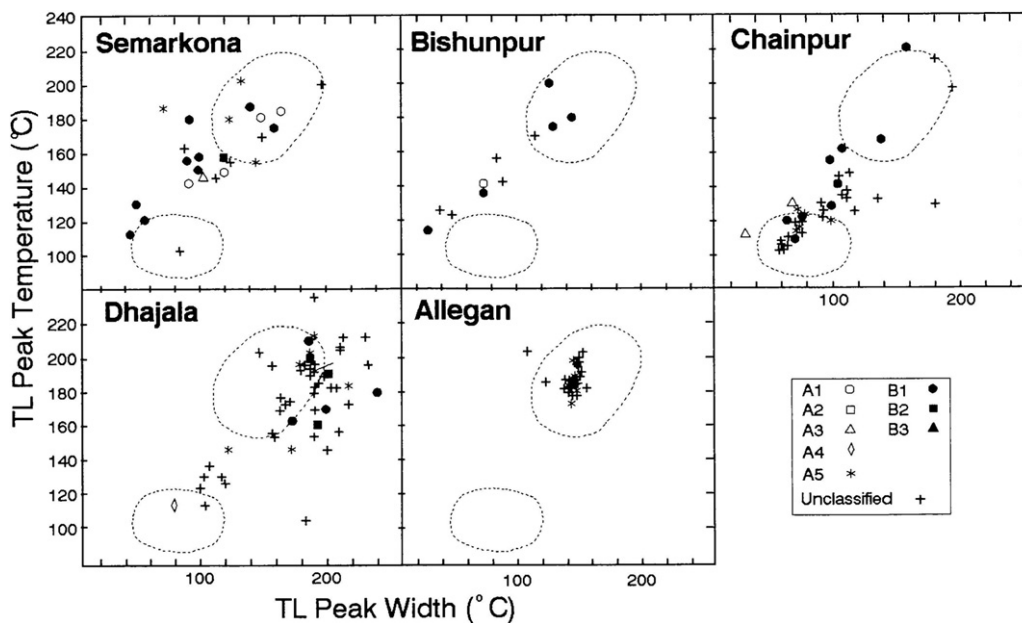 TL Peak Temperature (°C)
240
220
200
180
160
140
120
100
Semarkona
Bishunpur
Chainpur
100
200
220
200
180
160
140
120
100
Dhajala
Allegan
100
200
100
200
TL Peak Width (°C)
A1 B1
A2 B2
A3 B3
A4
A5
Unclassified